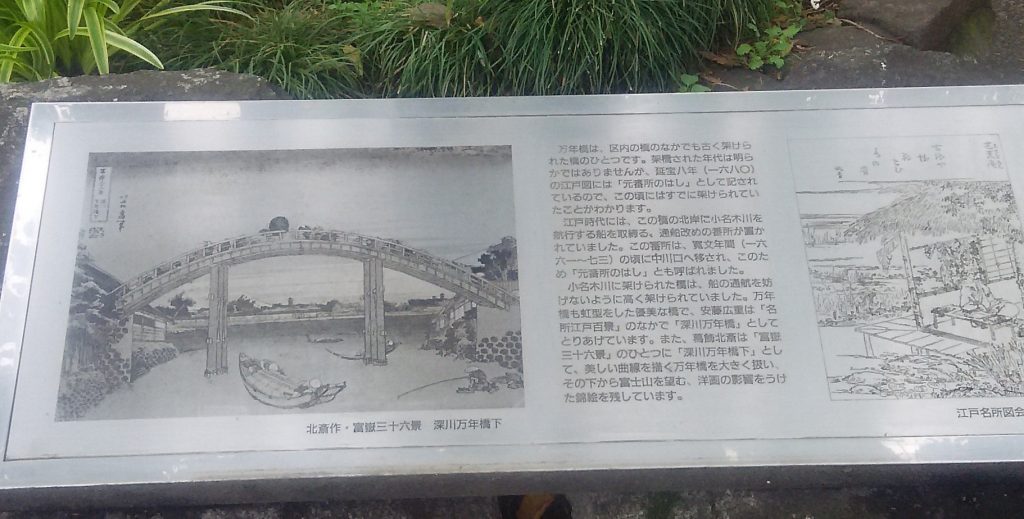 万年橋は、区内の橋のなかでも古く架けら
れた橋のひとつです。架橋された年代は明ら
かではありませんが、延宝八年（一六八〇）
の江戸図には「元番所のはし」として記され
ているので、この頃にはすでに架けられてい
たことがわかります。
江戸時代には、この橋の北岸に小名木川を
航行する船を取締る、通船改めの番所が置か
れていました。この番所は、寛文年間（一六
六一〜七三）の頃に中川口へ移され、このた
め「元番所のはし」とも呼ばれました。
小名木川に架けられた橋は、船の通航を妨
げないように高く架けられていました。万年
橋も虹型をした優美な橋で、安藤広重は「名
所江戸百景」のなかで「深川万年橋」として
とりあげています。また、葛飾北斎は「富嶽
三十六景」のひとつに「深川万年橋下」とし
て、美しい曲線を描く万年橋を大きく扱い、
その下から富士山を望む、洋画の影響をうけ
た錦絵を残しています。
北斎作・富嶽三十六景　深川万年橋下
江戸名所図会